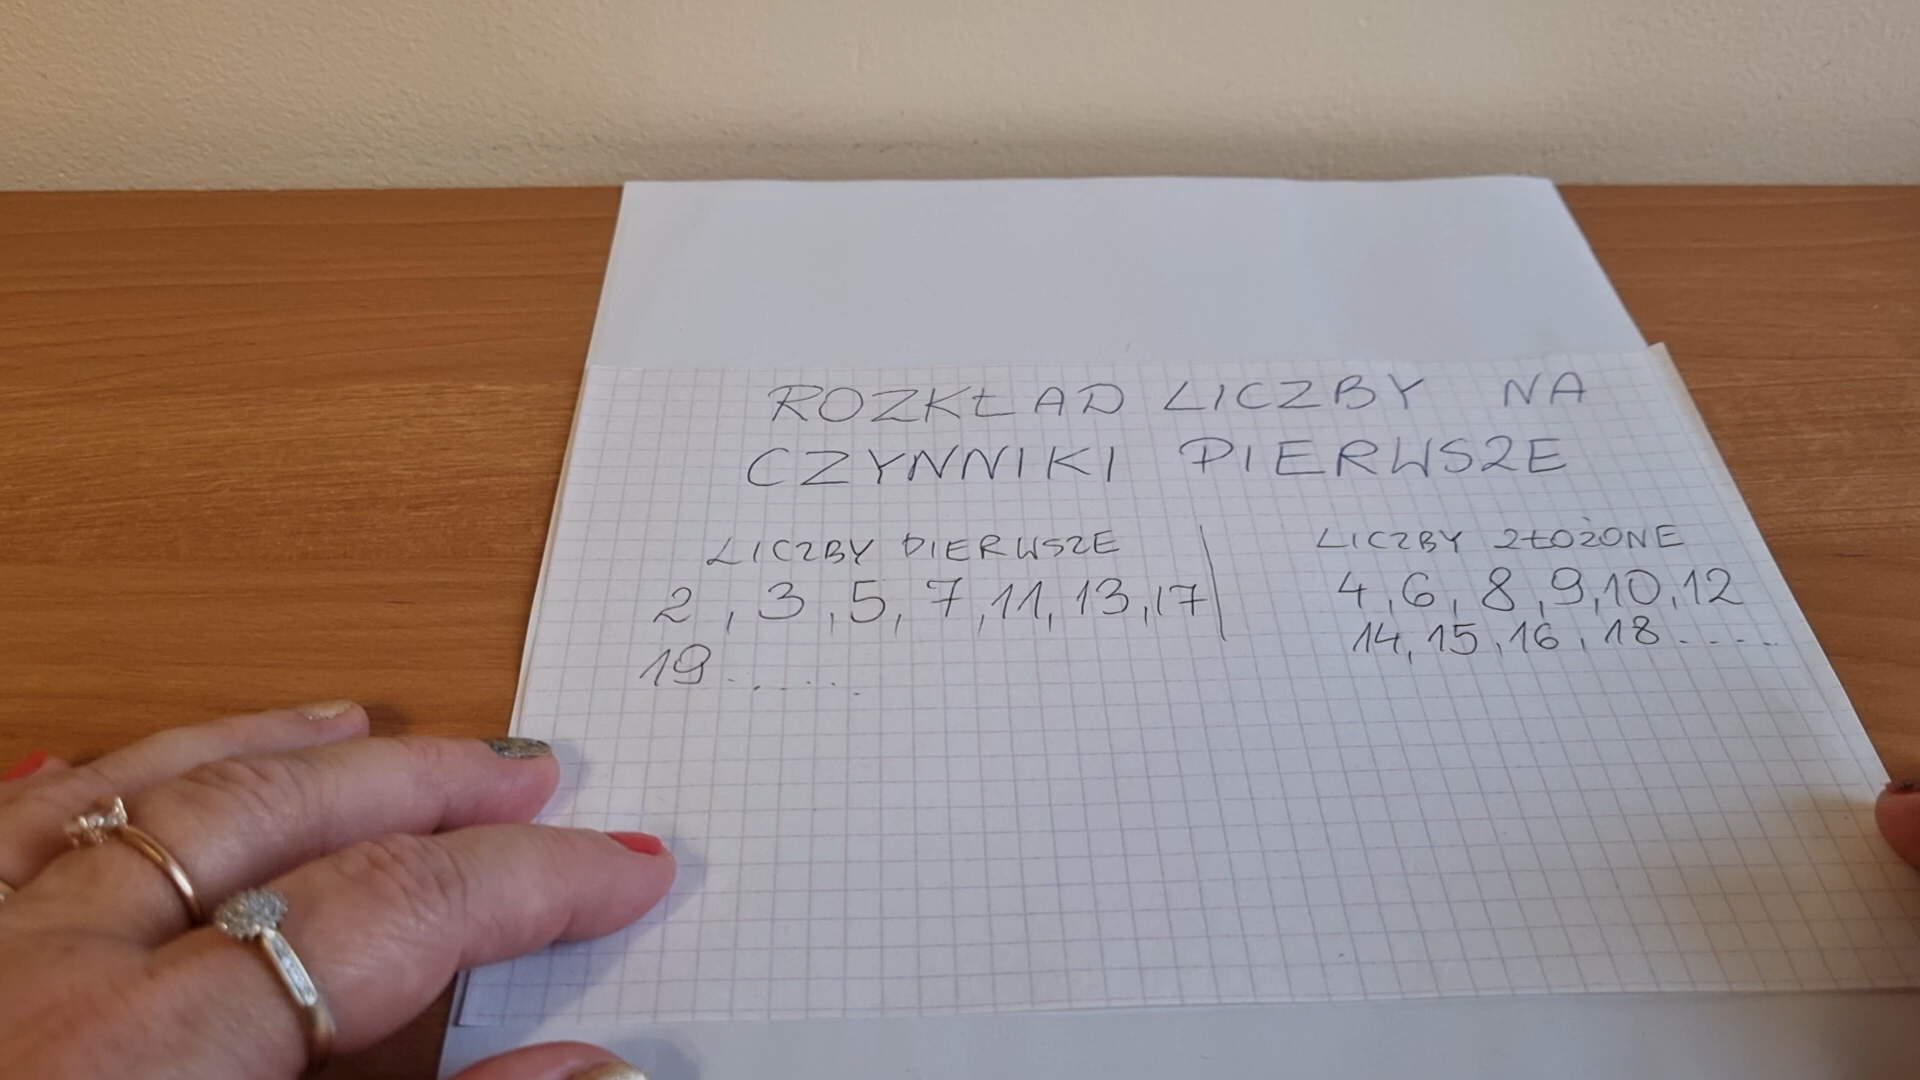 ROZKŁAD LICZBY NA
CZYNNIKI PIERWSZE
LICZBY PIERWSZE
2, 3, 5, 7, 11, 13, 17
19......
LICZBY ZŁOŻONE
4, 6, 8, 9, 10, 12
14, 15, 16, 18.....